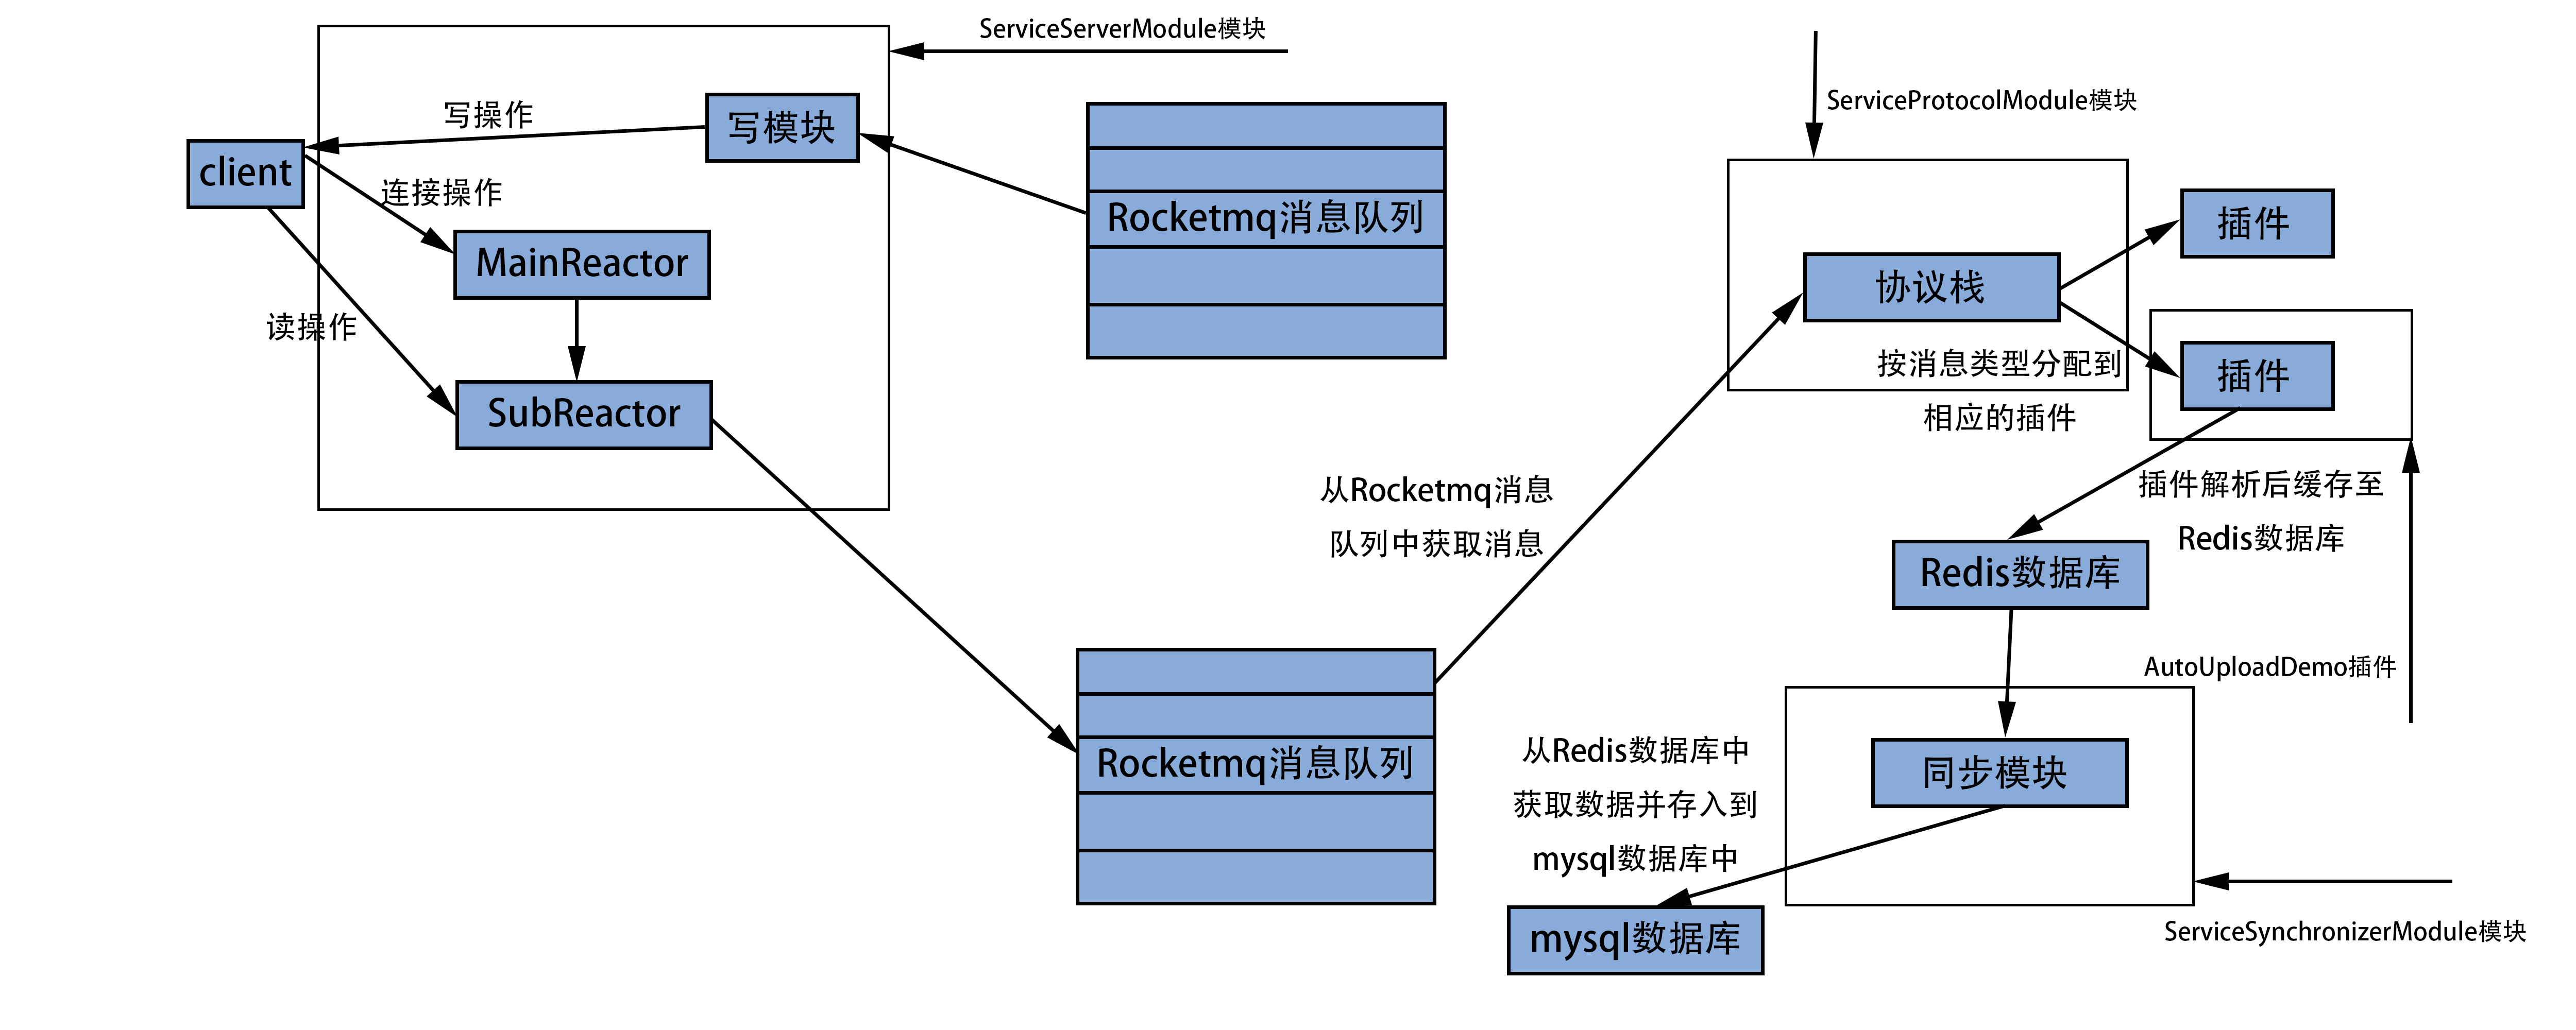 ServiceServerModule模块
写操作
写模块
client
连接操作
MainReactor
读操作
SubReactor
Rocketmq消息队列
ServiceProtocolModule模块
插件
协议栈
按消息类型分配到
相应的插件
插件
从Rocketmq消息
队列中获取消息
插件解析后缓存至
Redis数据库
Redis数据库
AutoUploadDemo插件
Rocketmq消息队列
从Redis数据库中
获取数据并存入到
mysql数据库中
同步模块
mysql数据库
ServiceSynchronizerModule模块